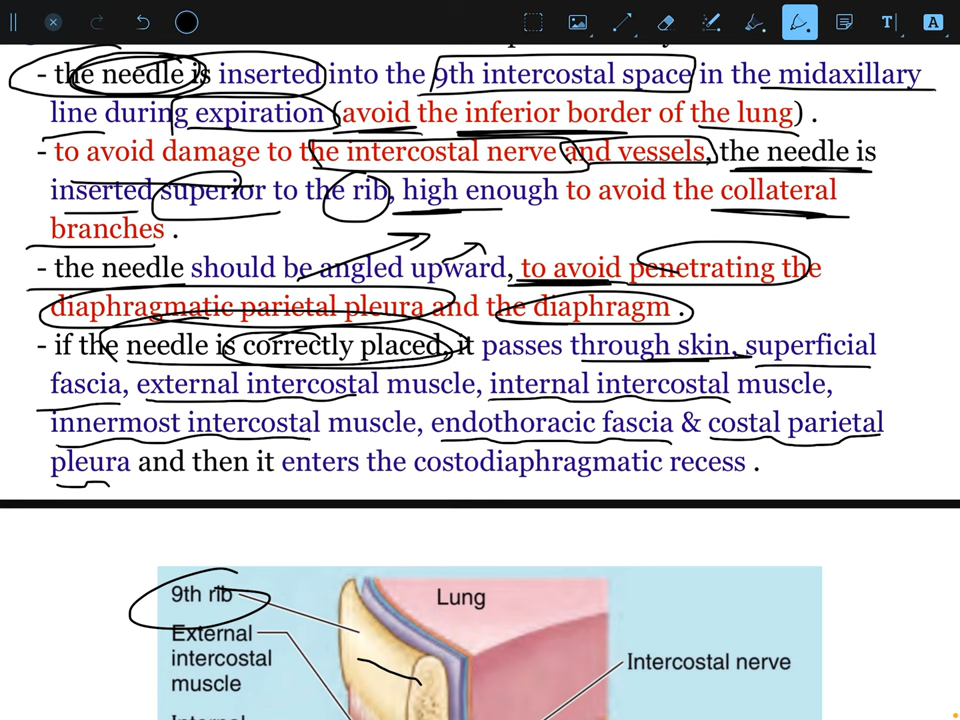 - the needle is inserted into the 9th intercostal space in the midaxillary
line during expiration (avoid the inferior border of the lung) .
- to avoid damage to the intercostal nerve and vessels, the needle is
inserted superior to the rib, high enough to avoid the collateral
branches .
- the needle should be angled upward, to avoid penetrating the
diaphragmatic parietal pleura and the diaphragm .
- if the needle is correctly placed, it passes through skin, superficial
fascia, external intercostal muscle, internal intercostal muscle,
innermost intercostal muscle, endothoracic fascia & costal parietal
pleura and then it enters the costodiaphragmatic recess .
9th rib
Lung
External
intercostal
muscle
Intercostal nerve